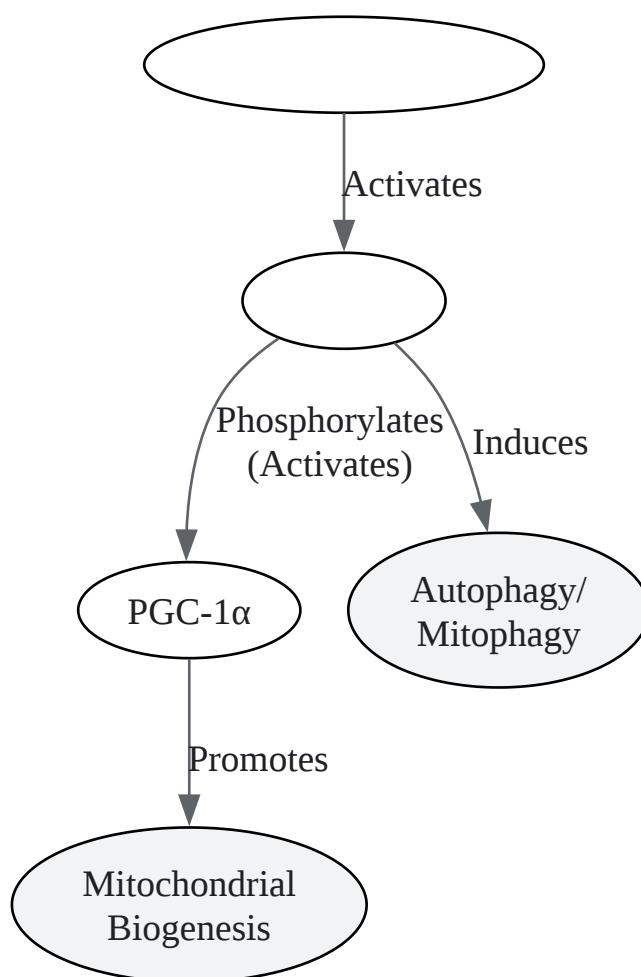 Activates
Phosphorylates
(Activates)
Induces
PGC-1α
Autophagy/
Mitophagy
Promotes
Mitochondrial
Biogenesis